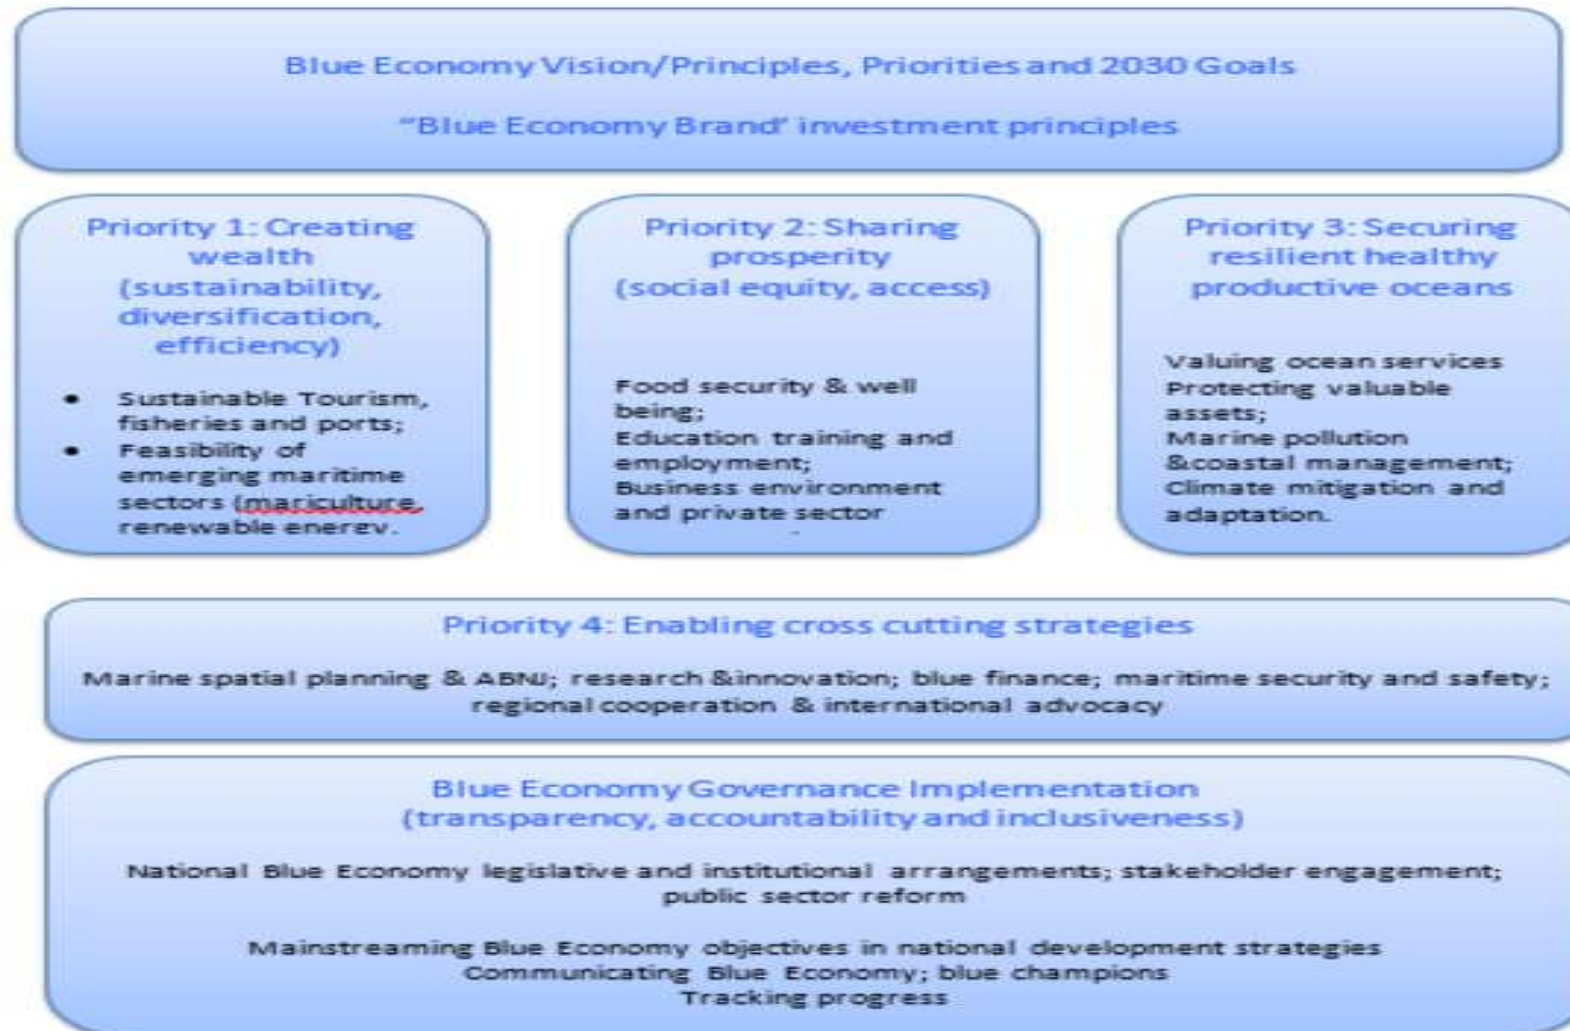 Blue Economy Vision/Principles, Priorities and 2030 Goals
"Blue Economy Brand' investment principles
Priority 1: Creating
wealth
(sustainability,
diversification,
efficiency)
• Sustainable Tourism,
fisheries and ports;
• Feasibility of
emerging maritime
sectors (mariculture,
renewable energy.
Priority 2: Sharing
prosperity
(social equity, access)
Food security & well
being;
Education training and
employment;
Business environment
and private sector
Priority 3: Securing
resilient healthy
productive oceans
Valuing ocean services
Protecting valuable
assets;
Marine pollution
&coastal management;
Climate mitigation and
adaptation.
Priority 4: Enabling cross cutting strategies
Marine spatial planning & ABNJ; research &innovation; blue finance; maritime security and safety;
regional cooperation & international advocacy
Blue Economy Governance Implementation
(transparency, accountability and inclusiveness)
National Blue Economy legislative and institutional arrangements; stakeholder engagement;
public sector reform
Mainstreaming Blue Economy objectives in national development strategies
Communicating Blue Economy; blue champions
Tracking progress